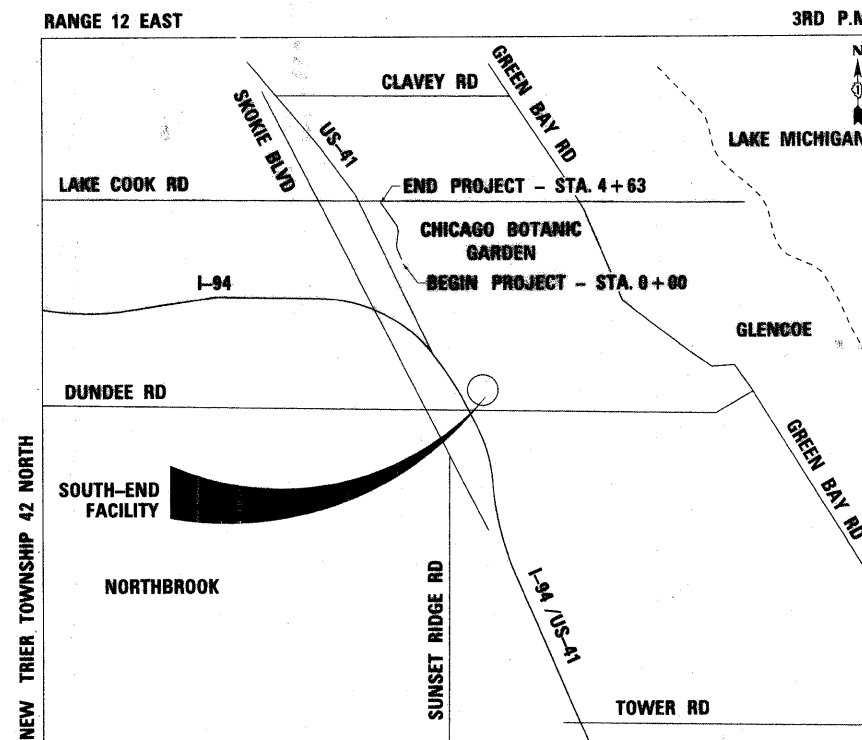 RANGE 12 EAST
3RD P.M
N
CLAVEY RD
GREEN BAY RD
SKOKIE BLVD
US-41
LAKE MICHIGAN
LAKE COOK RD
END PROJECT - STA. 4+63
CHICAGO BOTANIC
GARDEN
BEGIN PROJECT - STA. 0+00
I-94
GLENCOE
DUNDEE RD
GREEN BAY RD
SOUTH-END
FACILITY
NORTHBROOK
NEW TRIER TOWNSHIP 42 NORTH
SUNSET RIDGE RD
I-94 /US-41
TOWER RD